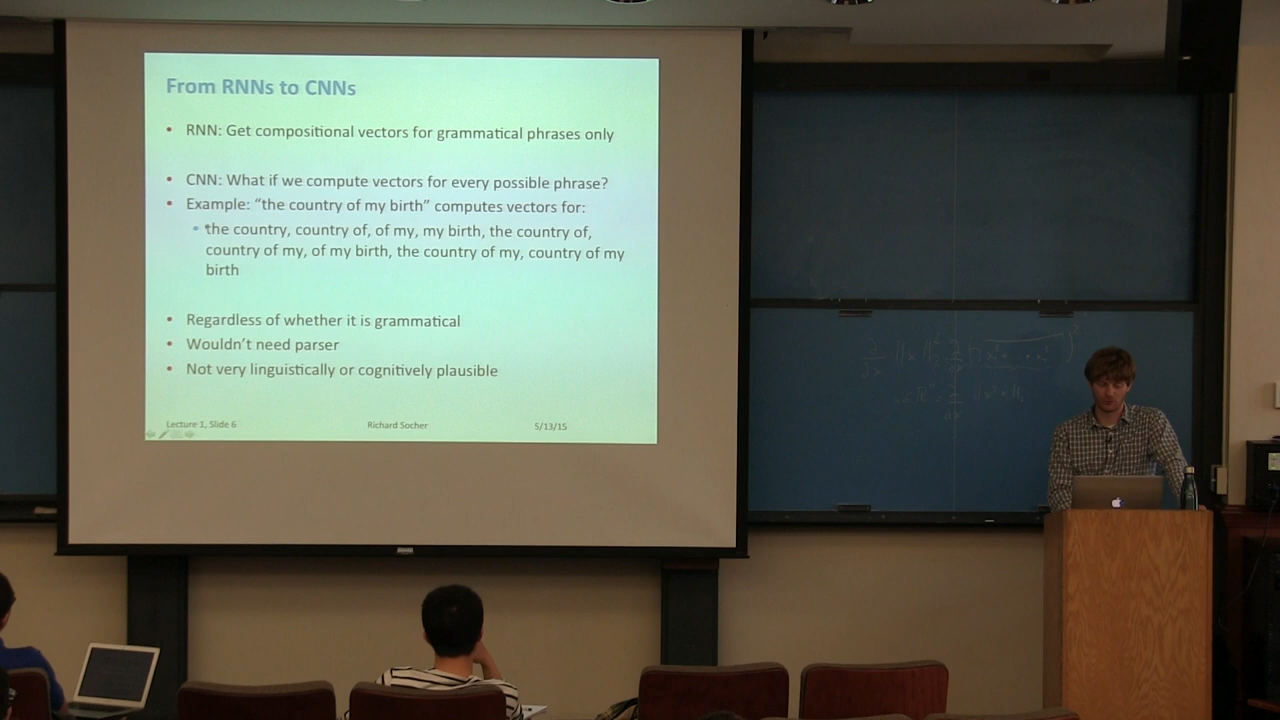 From RNNs to CNNs
• RNN: Get compositional vectors for grammatical phrases only
• CNN: What if we compute vectors for every possible phrase?
• Example: “the country of my birth” computes vectors for:
• the country, country of, of my, my birth, the country of,
country of my, of my birth, the country of my, country of my
birth
• Regardless of whether it is grammatical
• Wouldn’t need parser
• Not very linguistically or cognitively plausible
Lecture 1, Slide 6
Richard Socher
5/13/15